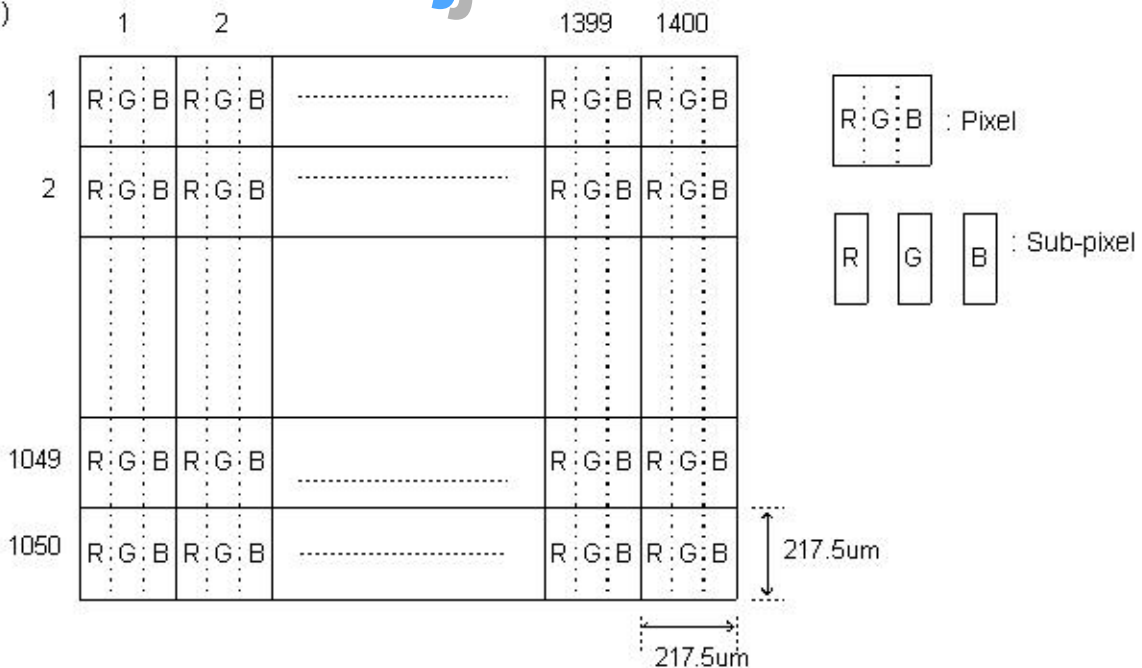 )
1 2 1399 1400
1 R G B R G B R G B R G B
R G B : Pixel
2 R G B R G B R G B R G B
R G B : Sub-pixel
1049 R G B R G B R G B R G B
1050 R G B R G B R G B R G B
217.5um
217.5um